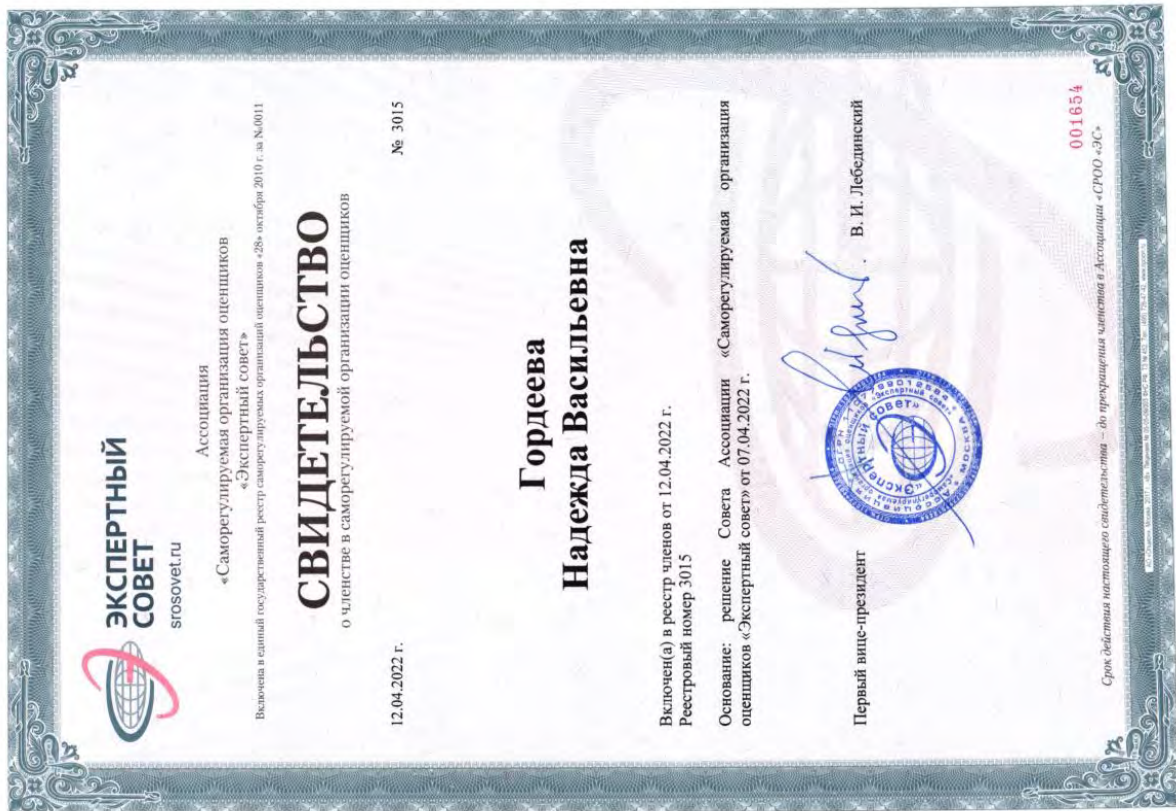 ЭКСПЕРТНЫЙ
СОВЕТ
srosovet.ru
Ассоциация
«Саморегулируемая организация оценщиков
«Экспертный совет»
Включена в единый государственный реестр саморегулируемых организаций оценщиков «28» октября 2010 г. за №0011
СВИДЕТЕЛЬСТВО
о членстве в саморегулируемой организации оценщиков
12.04.2022 г. № 3015
Гордеева
Надежда Васильевна
Включен(а) в реестр членов от 12.04.2022 г.
Реестровый номер 3015
Основание: решение Совета Ассоциации «Саморегулируемая организация
оценщиков «Экспертный совет» от 07.04.2022 г.
Первый вице-президент В. И. Лебединский
«Экспертный совет»
МОСКВА
001654
Срок действия настоящего свидетельства – до прекращения членства в Ассоциации «СРОО «ЭС»